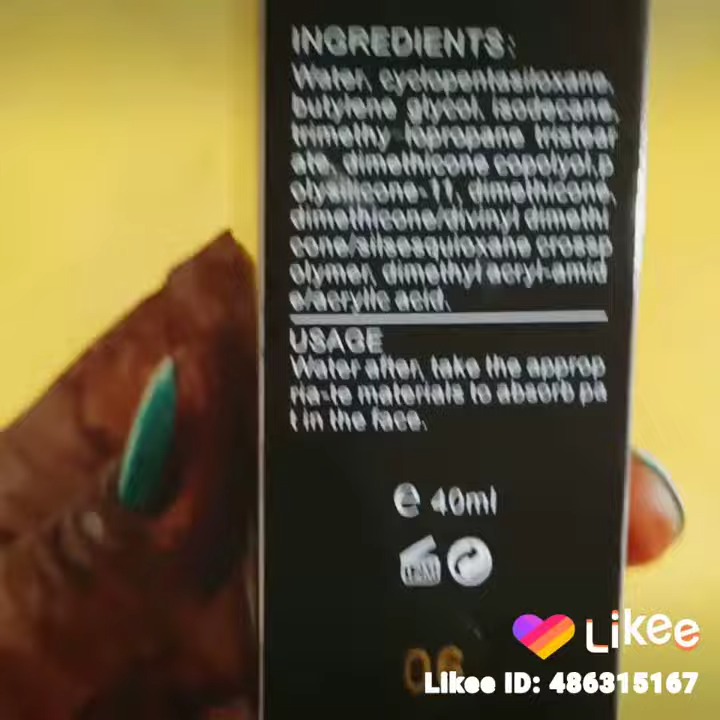 INGREDIENTS:
Water, cyclopentasiloxane,
butylene glycol, isodecane,
trimethy lopropane tristear
ate, dimethicone copolyol,p
olysilicone-11, dimethicone,
dimethicone/divinyl dimethi
cone/silsesquioxane crossp
olymer, dimethyl acryl-amid
e/acrylic acid.
USAGE
Water after, take the approp
ria-te materials to absorb pa
t in the face.
e 40ml
06
Likee
Likee ID: 486315167